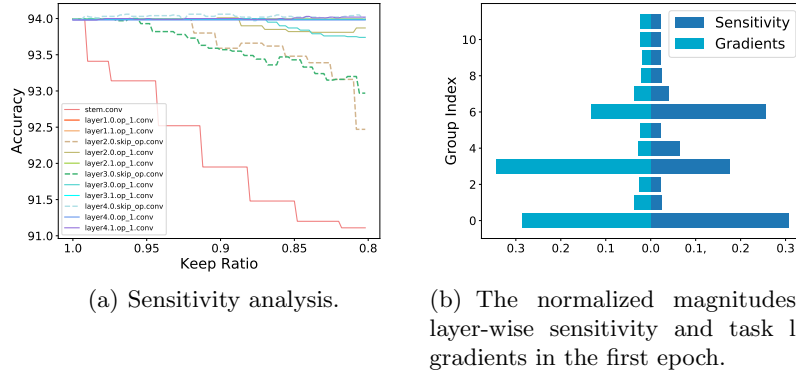 94.0
93.5
93.0
92.5
92.0
91.5
91.0
Accuracy
stem.conv
layer1.0.op_1.conv
layer1.1.op_1.conv
layer2.0.skip_op.conv
layer2.0.op_1.conv
layer2.1.op_1.conv
layer3.0.skip_op.conv
layer3.0.op_1.conv
layer3.1.op_1.conv
layer4.0.skip_op.conv
layer4.0.op_1.conv
layer4.1.op_1.conv
1.0 0.95 0.9 0.85 0.8
Keep Ratio
(a) Sensitivity analysis.
Sensitivity
Gradients
10
8
6
4
2
0
Group Index
0.3 0.2 0.1 0.0 0.1, 0.2 0.3
(b) The normalized magnitudes
layer-wise sensitivity and task l
gradients in the first epoch.